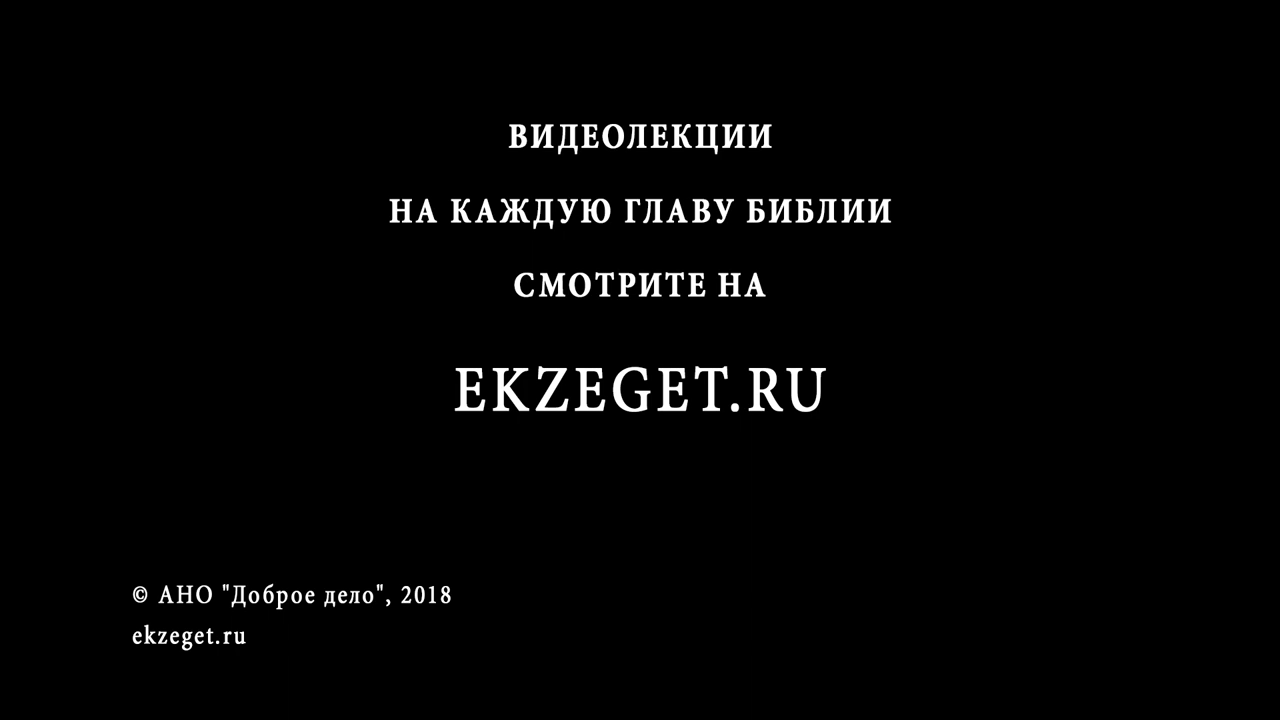 ВИДЕОЛЕКЦИИ
НА КАЖДУЮ ГЛАВУ БИБЛИИ
СМОТРИТЕ НА
EKZEGET.RU
© АНО "Доброе дело", 2018
ekzeget.ru